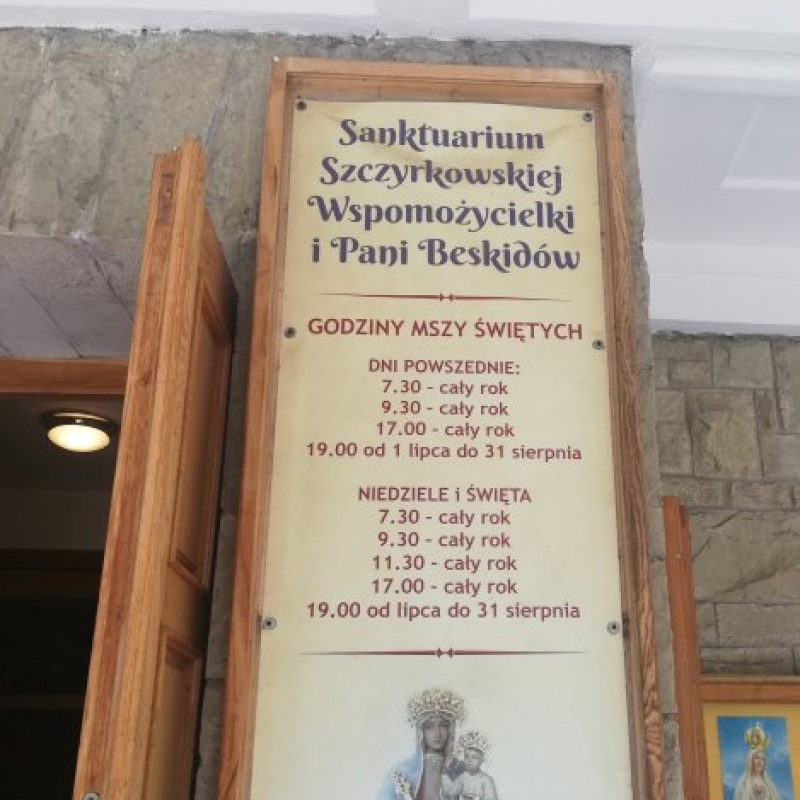 Sanktuarium
Szczyrkowskiej
Wspomożycielki
i Pani Beskidów
GODZINY MSZY ŚWIĘTYCH
DNI POWSZEDNIE:
7.30 - cały rok
9.30 - cały rok
17.00 - cały rok
19.00 od 1 lipca do 31 sierpnia
NIEDZIELE i ŚWIĘTA
7.30 - cały rok
9.30 - cały rok
11.30 - cały rok
17.00 - cały rok
19.00 od lipca do 31 sierpnia